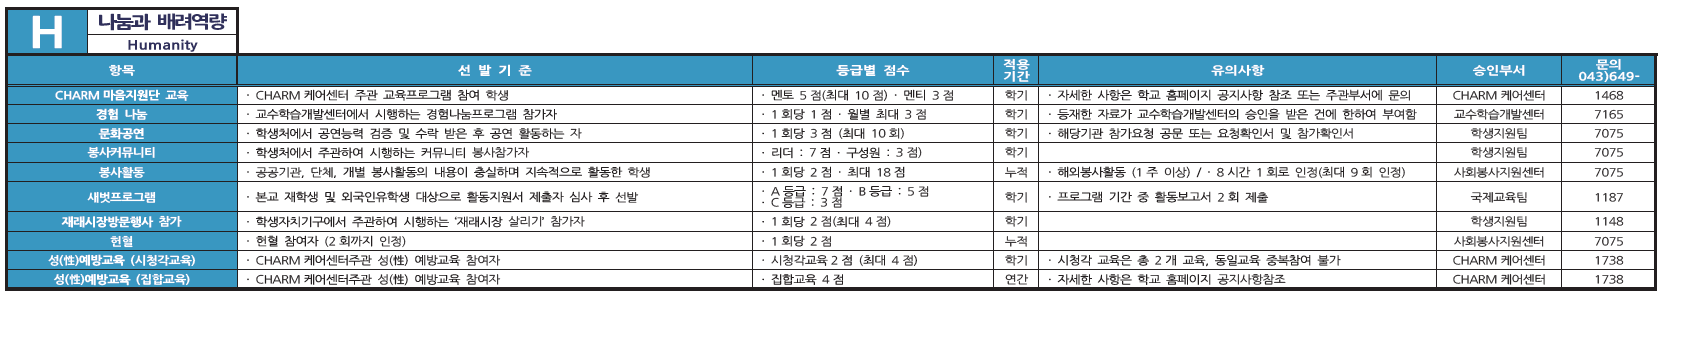 H 나눔과 배려역량
Humanity
항목 선 발 기 준 등급별 점수 적용 기간 유의사항 승인부서 문의 043)649-
CHARM 마음지원단 교육 · CHARM 케어센터 주관 교육프로그램 참여 학생 · 멘토 5 점(최대 10 점) · 멘티 3 점 학기 · 자세한 사항은 학교 홈페이지 공지사항 참조 또는 주관부서에 문의 CHARM 케어센터 1468
경험 나눔 · 교수학습개발센터에서 시행하는 경험나눔프로그램 참가자 · 1 회당 1 점 · 월별 최대 3 점 학기 · 등재한 자료가 교수학습개발센터의 승인을 받은 건에 한하여 부여함 교수학습개발센터 7165
문화공연 · 학생처에서 공연능력 검증 및 수락 받은 후 공연 활동하는 자 · 1 회당 3 점 (최대 10 회) 학기 · 해당기관 참가요청 공문 또는 요청확인서 및 참가확인서 학생지원팀 7075
봉사커뮤니티 · 학생처에서 주관하여 시행하는 커뮤니티 봉사참가자 · 리더 : 7 점 · 구성원 : 3 점) 학기 학생지원팀 7075
봉사활동 · 공공기관, 단체, 개별 봉사활동의 내용이 충실하며 지속적으로 활동한 학생 · 1 회당 2 점 · 최대 18 점 누적 · 해외봉사활동 (1 주 이상) / · 8 시간 1 회로 인정(최대 9 회 인정) 사회봉사지원센터 7075
새벗프로그램 · 본교 재학생 및 외국인유학생 대상으로 활동지원서 제출자 심사 후 선발 · A 등급 : 7 점 · B 등급 : 5 점 · C 등급 : 3 점 학기 · 프로그램 기간 중 활동보고서 2 회 제출 국제교육팀 1187
재래시장방문행사 참가 · 학생자치기구에서 주관하여 시행하는 '재래시장 살리기' 참가자 · 1 회당 2 점(최대 4 점) 학기 학생지원팀 1148
헌혈 · 헌혈 참여자 (2 회까지 인정) · 1 회당 2 점 누적 사회봉사지원센터 7075
성(性)예방교육 (시청각교육) · CHARM 케어센터주관 성(性) 예방교육 참여자 · 시청각교육 2 점 (최대 4 점) 학기 · 시청각 교육은 총 2 개 교육, 동일교육 중복참여 불가 CHARM 케어센터 1738
성(性)예방교육 (집합교육) · CHARM 케어센터주관 성(性) 예방교육 참여자 · 집합교육 4 점 연간 · 자세한 사항은 학교 홈페이지 공지사항참조 CHARM 케어센터 1738